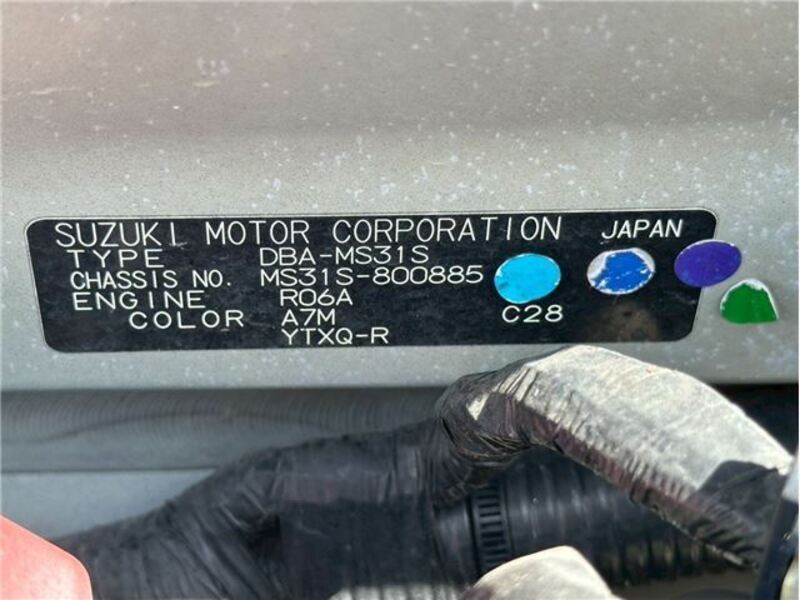 SUZUKI MOTOR CORPORATION JAPAN
TYPE DBA-MS31S
CHASSIS NO. MS31S-800885
ENGINE R06A
COLOR A7M C28
YTXQ-R